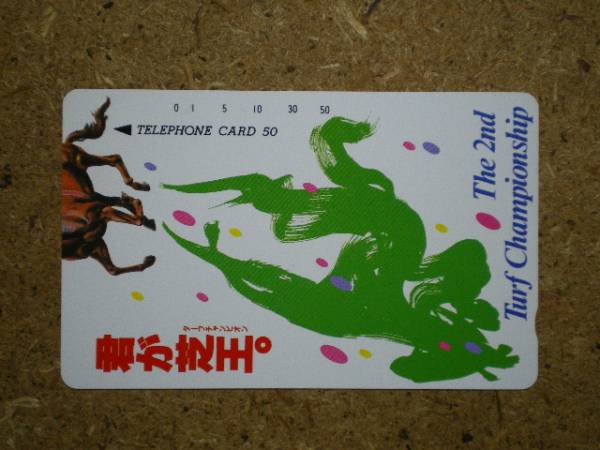 0 1 5 10 30 50
◀ TELEPHONE CARD 50
The 2nd
Turf Championship
ターフチャンピオン
君が芝王。